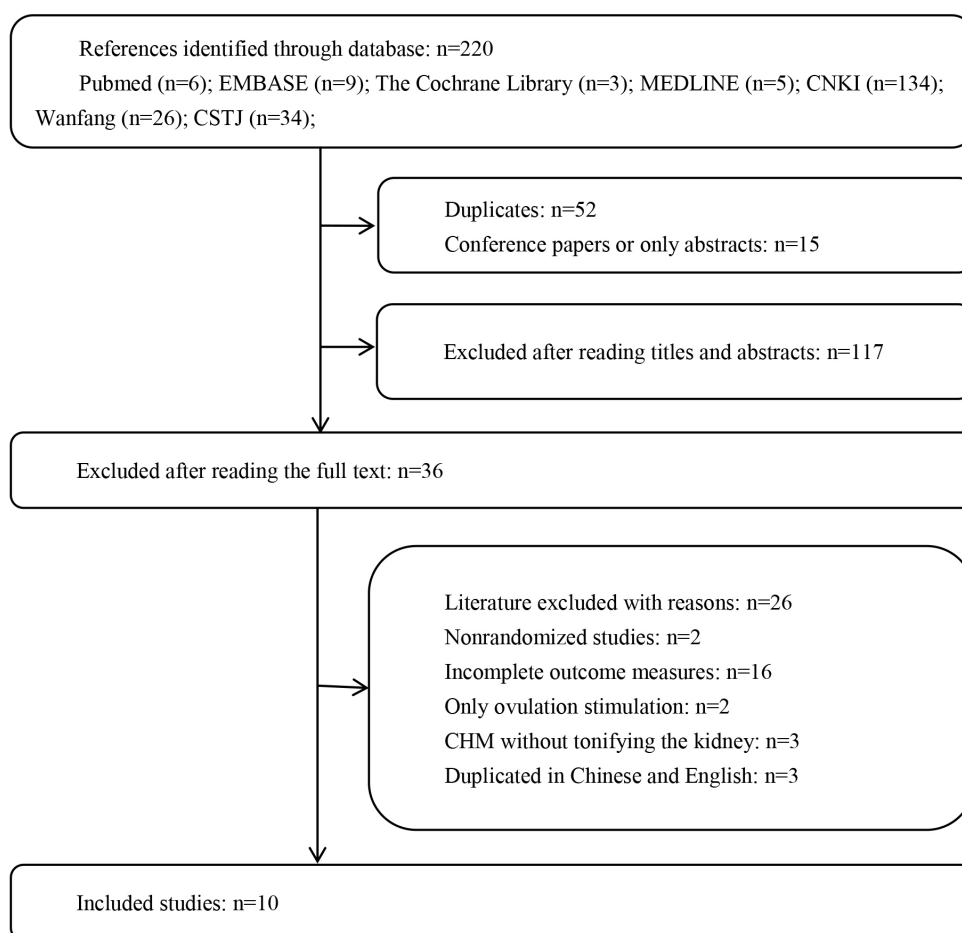 References identified through database: n=220
Pubmed (n=6); EMBASE (n=9); The Cochrane Library (n=3); MEDLINE (n=5); CNKI (n=134);
Wanfang (n=26); CSTJ (n=34);
Duplicates: n=52
Conference papers or only abstracts: n=15
Excluded after reading titles and abstracts: n=117
Excluded after reading the full text: n=36
Literature excluded with reasons: n=26
Nonrandomized studies: n=2
Incomplete outcome measures: n=16
Only ovulation stimulation: n=2
CHM without tonifying the kidney: n=3
Duplicated in Chinese and English: n=3
Included studies: n=10